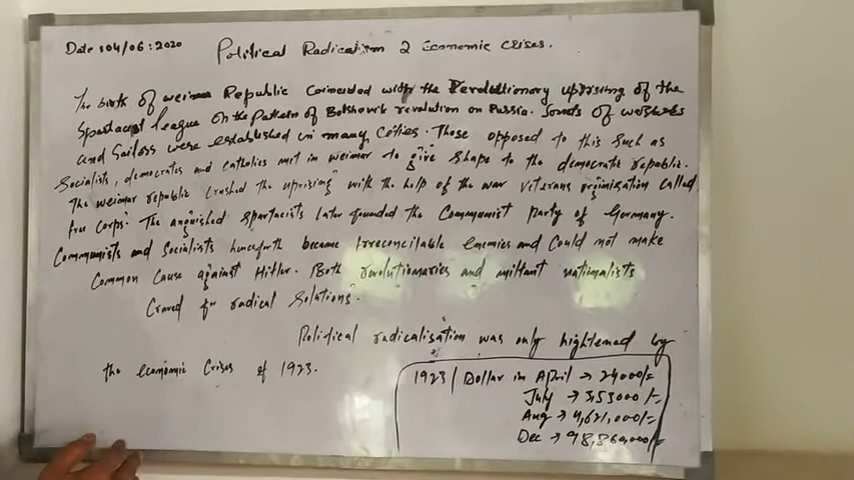 Date : 04/06:2020
Political Radicalism 2 Economic crises.
The birth of weimar Republic Coincided with the Revolutionary uprising of the
Spartacist league on the Pattern of Bolshevik revolution on Russia. Soviets of workers
and Sailors were established in many Cities. Those opposed to this such as
Socialists, democrates and catholics met in weimar to give shape to the democratic republic.
The weimar republic Crushed the uprising with the help of the war veterans orginization called
free Corps. The anguished Spartacists later founded the Communist Party of Germany.
Communists and Socialists henceforth became Irreconcilable enemies and Could not make
Common Cause against Hitler. Both revolutionaries and militant nationalists
Craved for radical Solutions.
Political radicalisation was only hightened by
the economic Crises of 1923.
1923 | Dollar in April → 24000/=
July → 353000/=
Aug → 4,621,000/=
Dec → 98,860,000/=